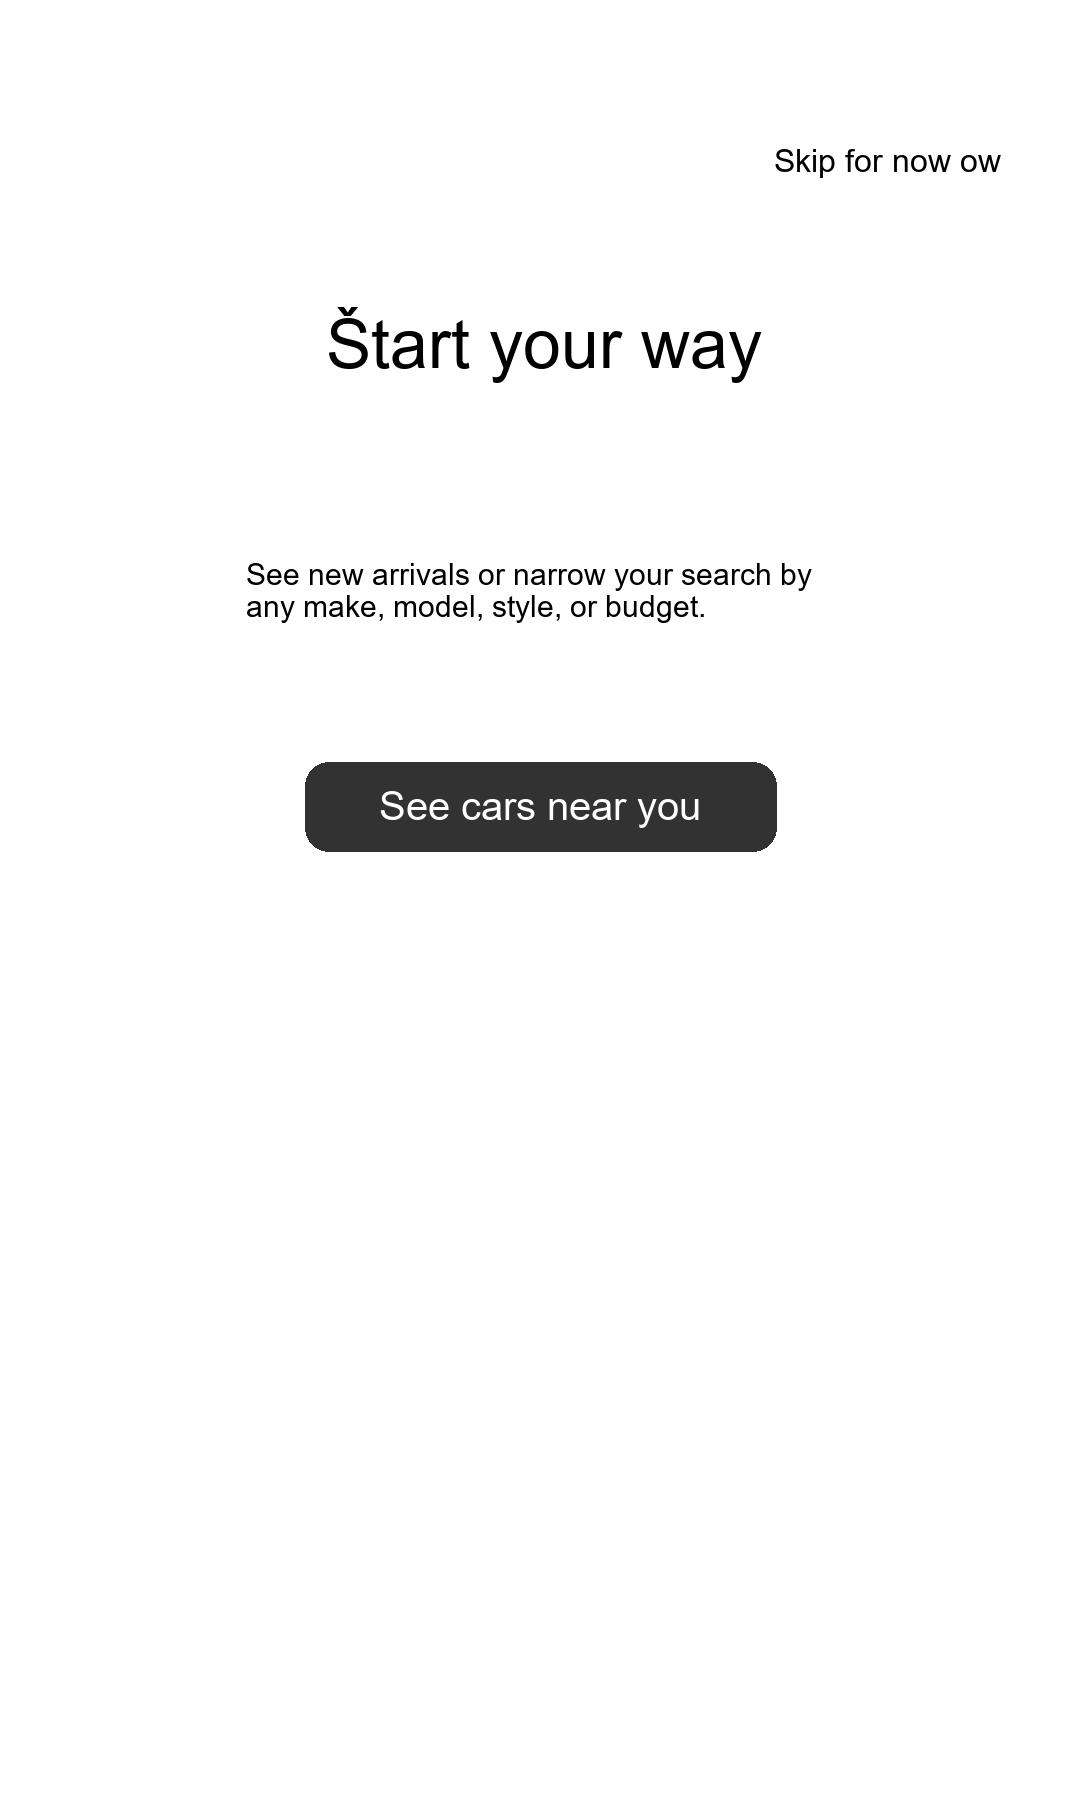 Skip for now ow
Štart your way
See new arrivals or narrow your search by
any make, model, style, or budget.
See cars near you